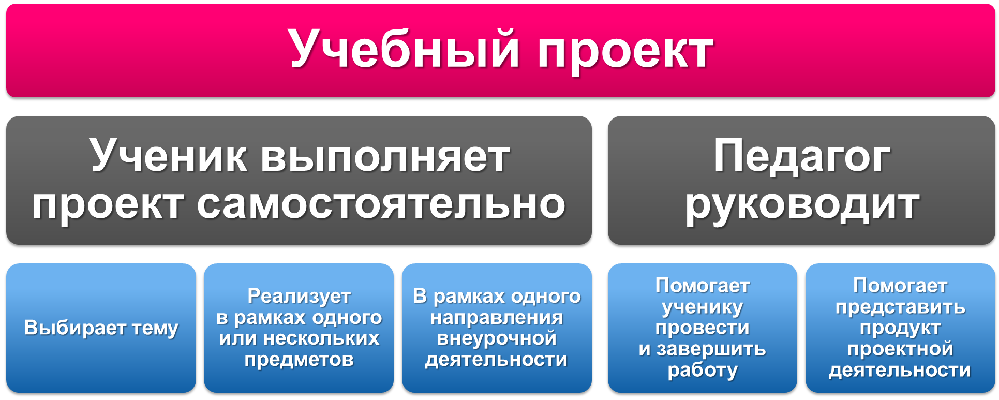 Учебный проект
Ученик выполняет
проект самостоятельно
Педагог
руководит
Выбирает тему
Реализует
в рамках одного
или нескольких
предметов
В рамках одного
направления
внеурочной
деятельности
Помогает
ученику
провести
и завершить
работу
Помогает
представить
продукт
проектной
деятельности